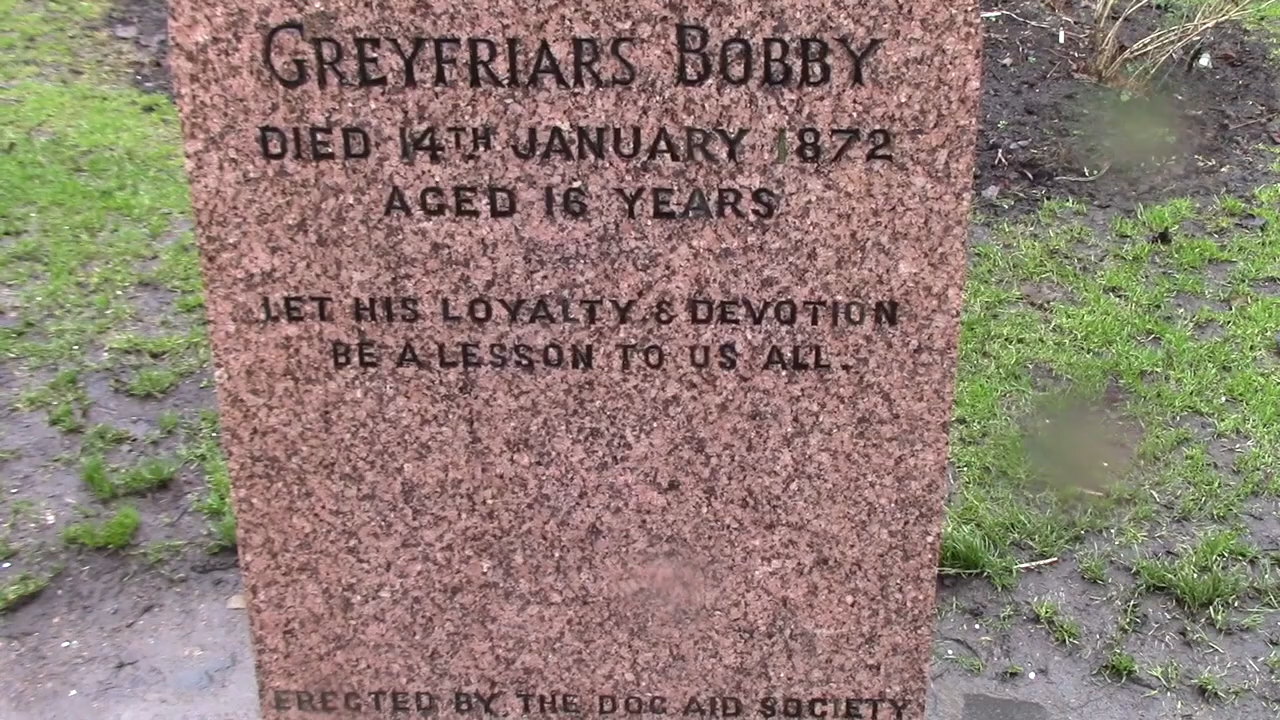 GREYFRIARS BOBBY
DIED 14TH JANUARY 1872
AGED 16 YEARS
LET HIS LOYALTY & DEVOTION
BE A LESSON TO US ALL.
ERECTED BY THE DOG AID SOCIETY